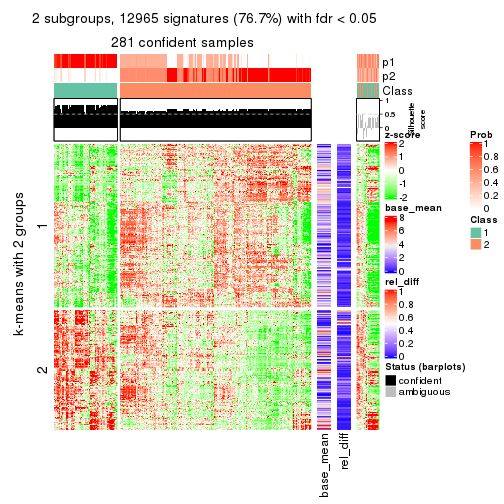 2 subgroups, 12965 signatures (76.7%) with fdr < 0.05
281 confident samples
p1
p2
Class
1
0.5
0
Silhouette
score
k-means with 2 groups
1
2
base_mean
rel_diff
z-score
2
1
0
-1
-2
base_mean
8
6
4
2
0
rel_diff
1
0.8
0.6
0.4
0.2
0
Status (barplots)
confident
ambiguous
Prob
1
0.8
0.6
0.4
0.2
0
Class
1
2